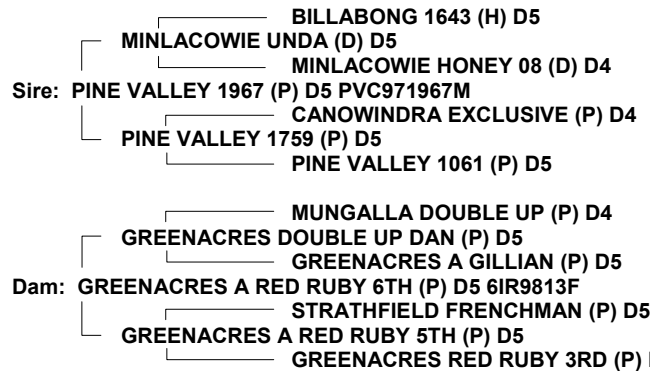 BILLABONG 1643 (H) D5
MINLACOWIE UNDA (D) D5
MINLACOWIE HONEY 08 (D) D4
Sire: PINE VALLEY 1967 (P) D5 PVC971967M
CANOWINDRA EXCLUSIVE (P) D4
PINE VALLEY 1759 (P) D5
PINE VALLEY 1061 (P) D5
MUNGALLA DOUBLE UP (P) D4
GREENACRES DOUBLE UP DAN (P) D5
GREENACRES A GILLIAN (P) D5
Dam: GREENACRES A RED RUBY 6TH (P) D5 6IR9813F
STRATHFIELD FRENCHMAN (P) D5
GREENACRES A RED RUBY 5TH (P) D5
GREENACRES RED RUBY 3RD (P)